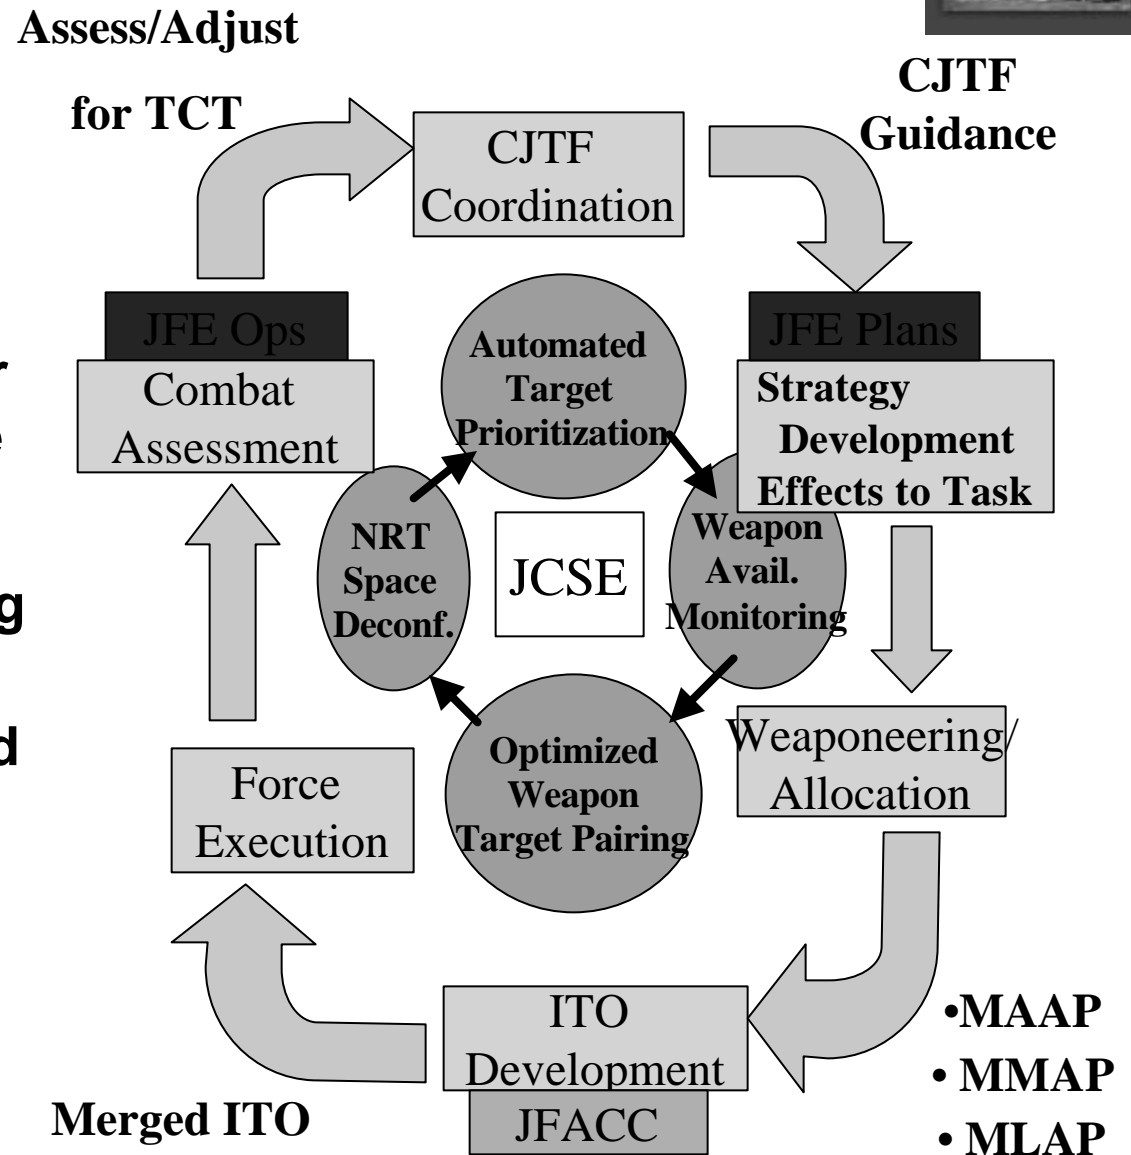 Assess/Adjust
for TCT
CJTF
Guidance
CJTF
Coordination
JFE Ops
Combat
Assessment
JFE Plans
Strategy
Development
Effects to Task
Automated
Target
Prioritization
NRT
Space
Deconf.
JCSE
Weapon
Avail.
Monitoring
Optimized
Weapon
Target Pairing
Weaponeering/
Allocation
Force
Execution
ITO
Development
JFACC
Merged ITO
•MAAP
• MMAP
• MLAP